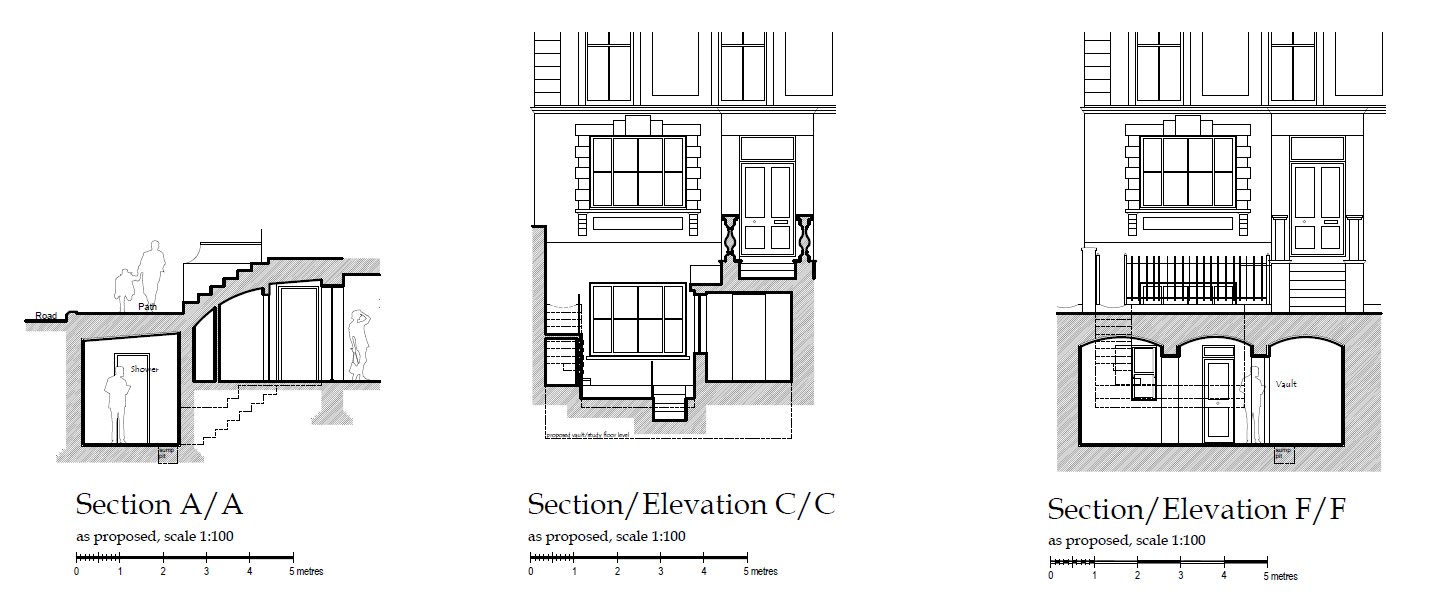 Road
Path
Shower
sump
pit
Section A/A
as proposed, scale 1:100
0 1 2 3 4 5 metres
proposed vault/study floor level
Section/Elevation C/C
as proposed, scale 1:100
0 1 2 3 4 5 metres
Vault
sump
pit
Section/Elevation F/F
as proposed, scale 1:100
0 1 2 3 4 5 metres